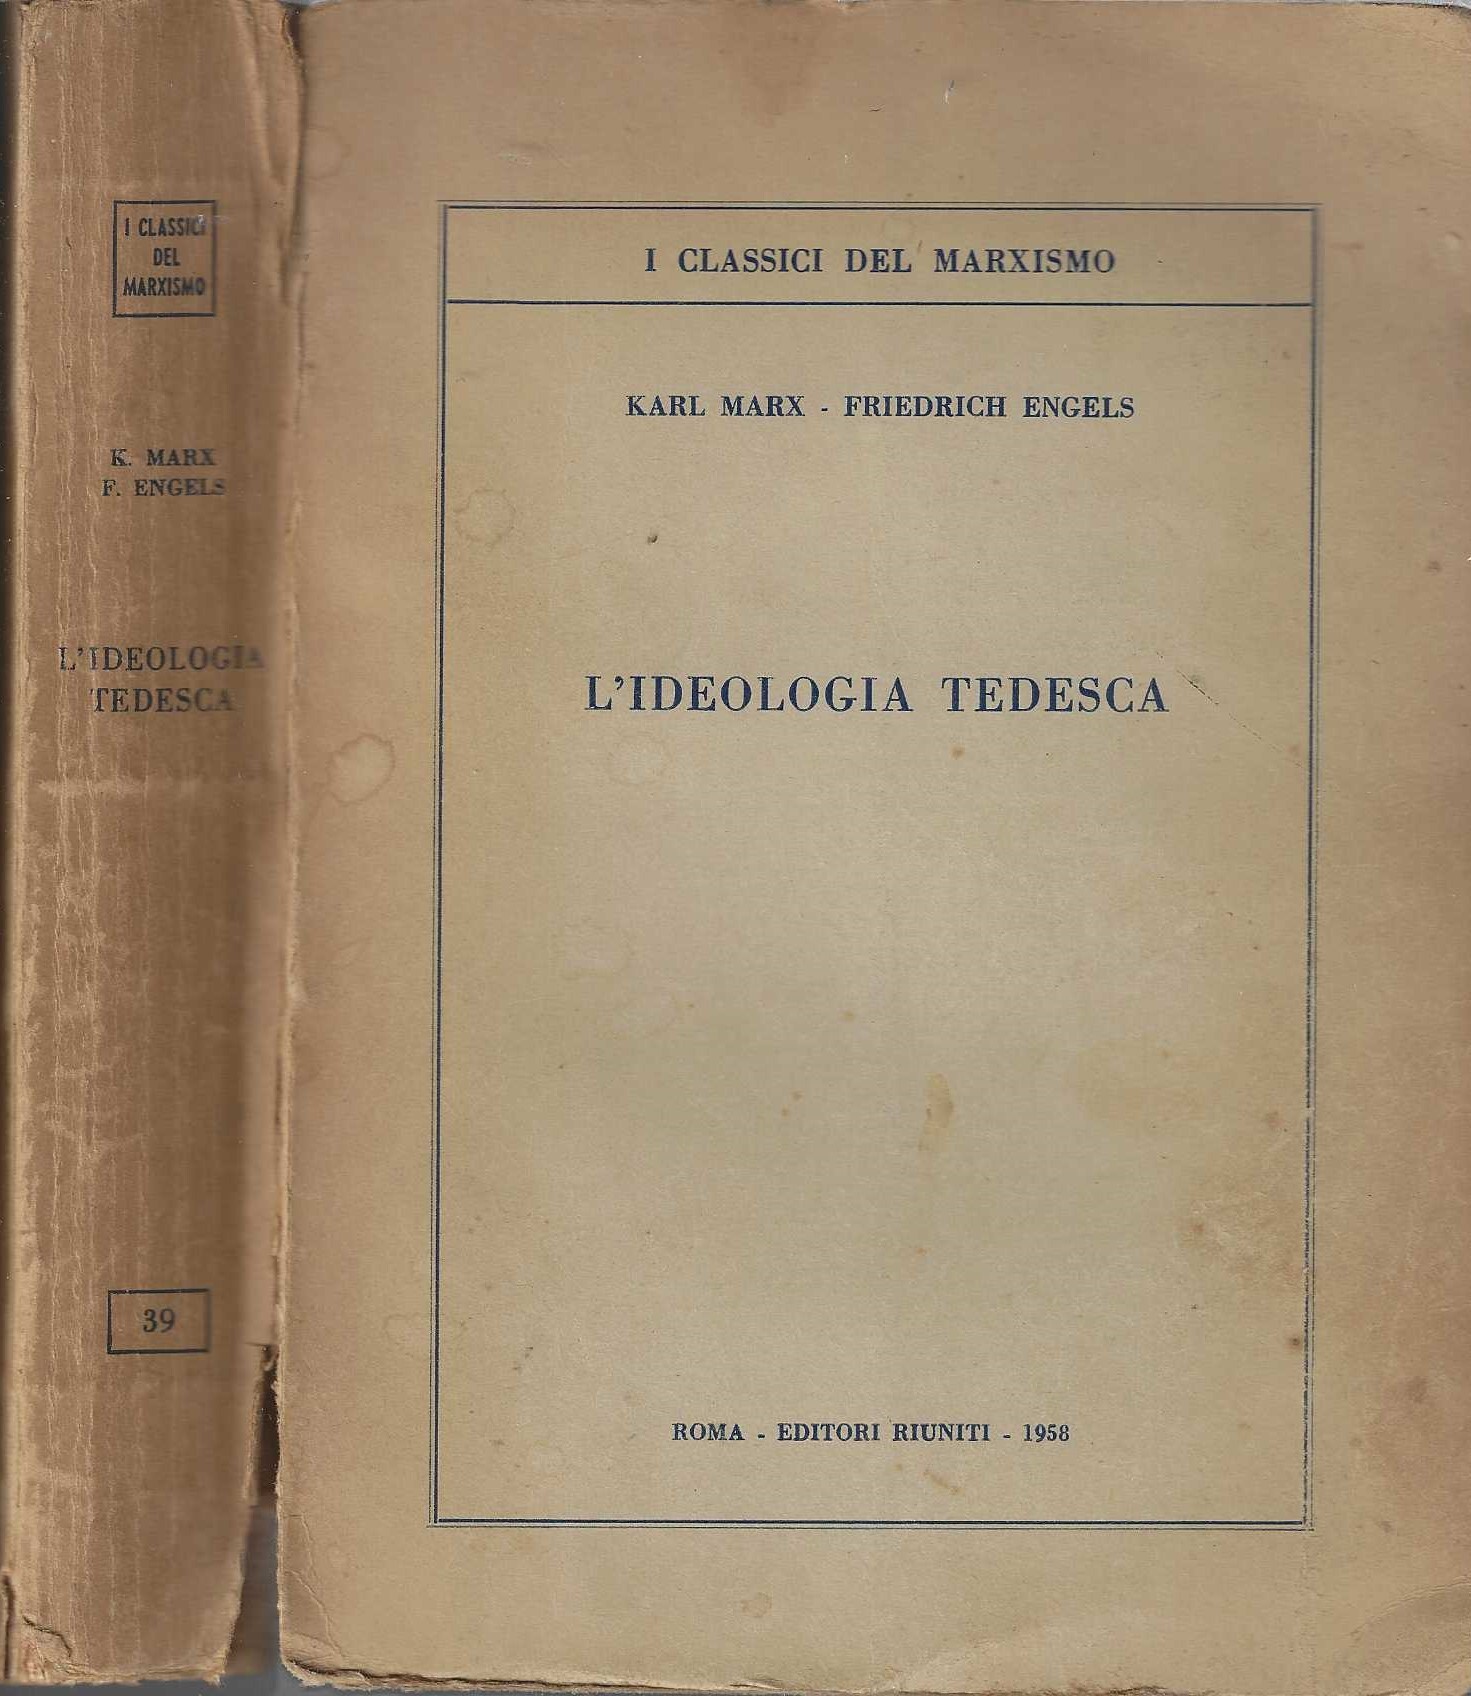 I CLASSICI
DEL
MARXISMO
K. MARX
F. ENGELS
L'IDEOLOGIA
TEDESCA
39
I CLASSICI DEL MARXISMO
KARL MARX - FRIEDRICH ENGELS
L'IDEOLOGIA TEDESCA
ROMA - EDITORI RIUNITI - 1958